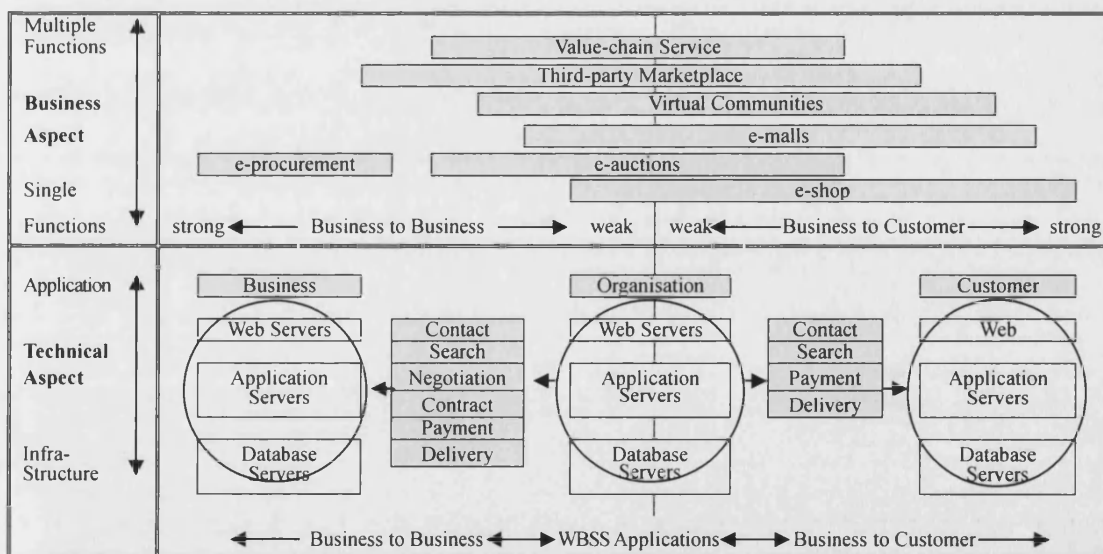 Multiple
Functions
Value-chain Service
Third-party Marketplace
Business
Virtual Communities
Aspect
e-malls
e-procurement
e-auctions
Single
e-shop
Functions
strong
Business to Business
weak
weak
Business to Customer
strong
Application
Business
Organisation
Customer
Web Servers
Contact
Web Servers
Contact
Web
Search
Search
Technical
Aspect
Application
Servers
Negotiation
Application
Servers
Payment
Application
Servers
Contract
Delivery
Payment
Infra-
Structure
Database
Servers
Delivery
Database
Servers
Database
Servers
Business to Business
WBSS Applications
Business to Customer